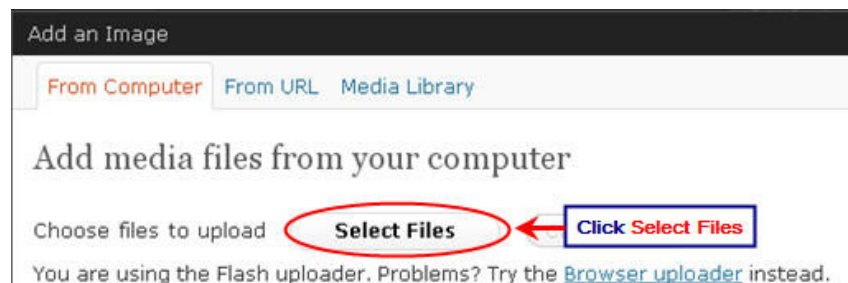 Add an Image
From Computer From URL Media Library
Add media files from your computer
Choose files to upload Select Files Click Select Files
You are using the Flash uploader. Problems? Try the Browser uploader instead.